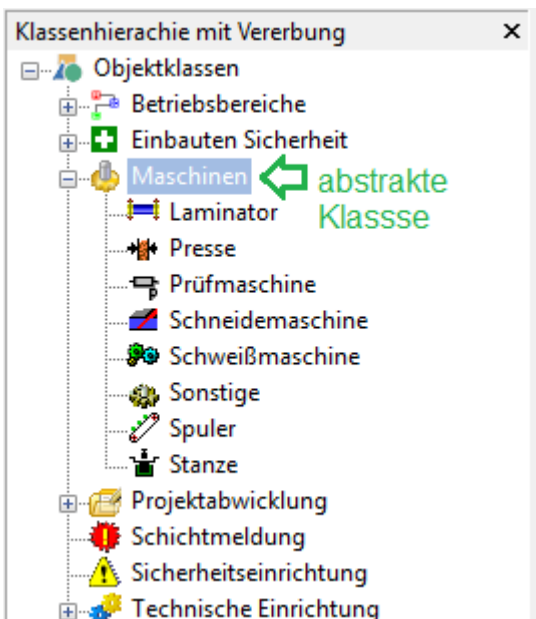 Klassenhierachie mit Vererbung
Objektklassen
Betriebsbereiche
Einbauten Sicherheit
Maschinen abstrakte
Klassse
Laminator
Presse
Prüfmaschine
Schneidemaschine
Schweißmaschine
Sonstige
Spuler
Stanze
Projektabwicklung
Schichtmeldung
Sicherheitseinrichtung
Technische Einrichtung